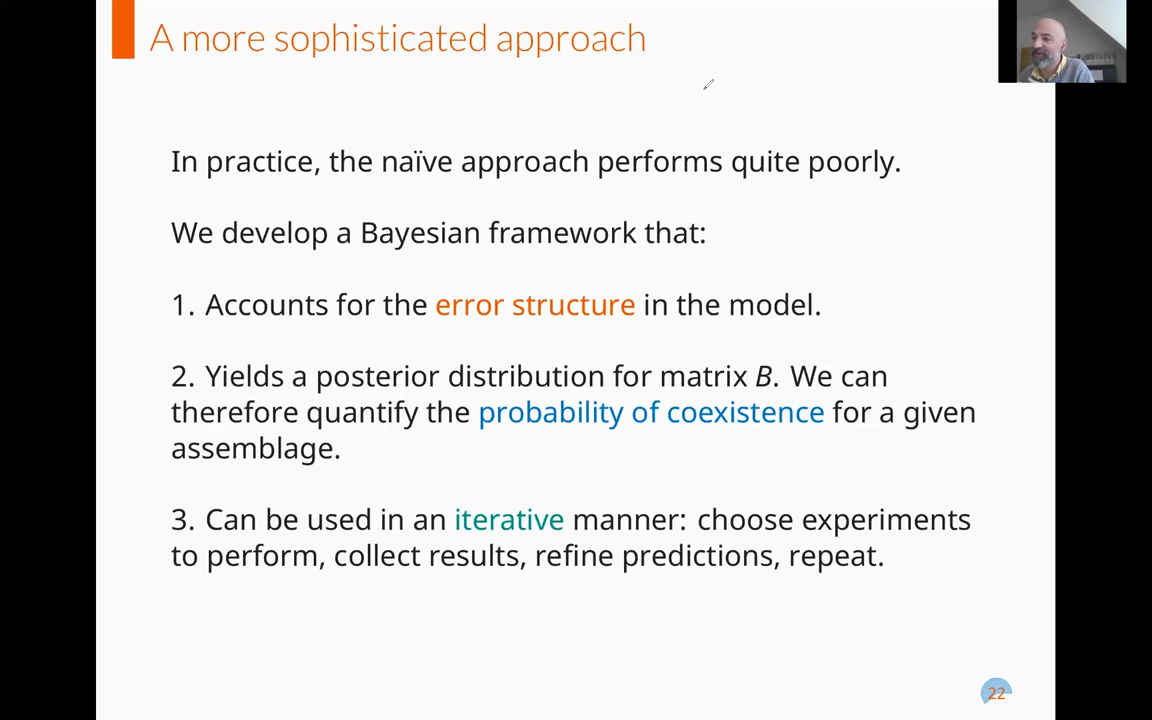 A more sophisticated approach
In practice, the naïve approach performs quite poorly.
We develop a Bayesian framework that:
1. Accounts for the error structure in the model.
2. Yields a posterior distribution for matrix B. We can
therefore quantify the probability of coexistence for a given
assemblage.
3. Can be used in an iterative manner: choose experiments
to perform, collect results, refine predictions, repeat.
22